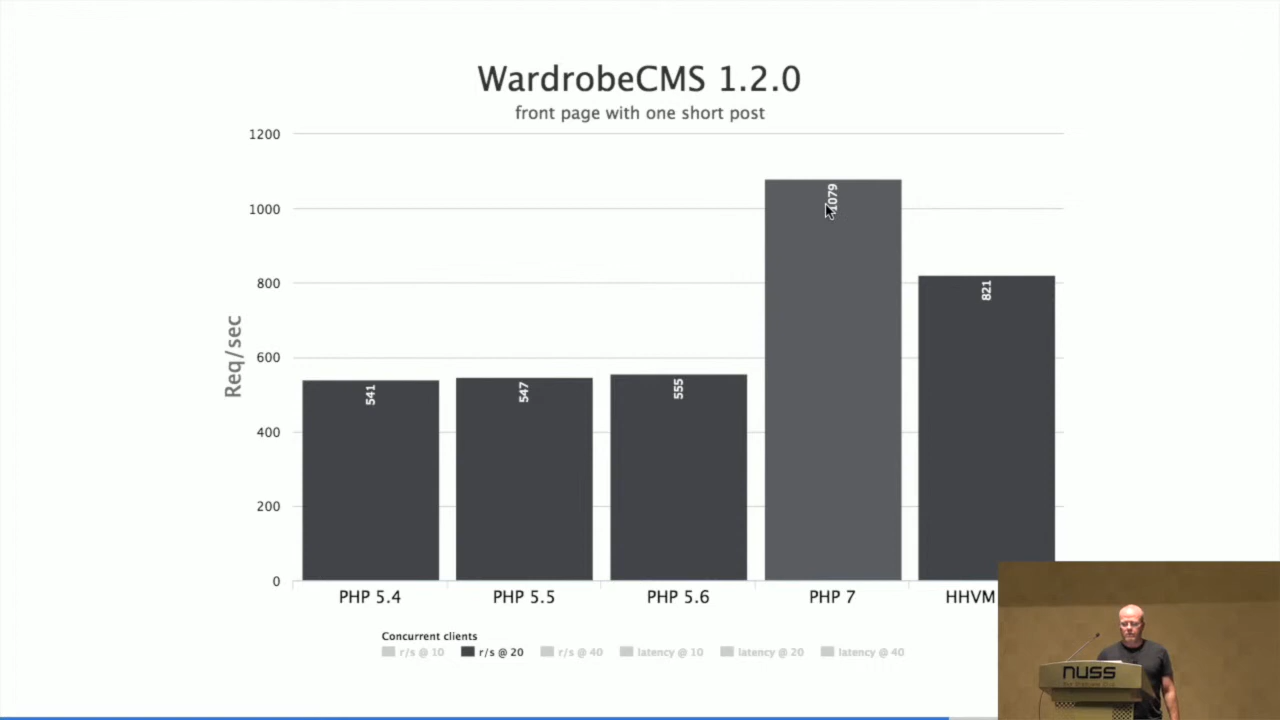 WardrobeCMS 1.2.0
front page with one short post
1200
1000
800
600
400
200
0
Req/sec
541
547
555
1079
821
PHP 5.4
PHP 5.5
PHP 5.6
PHP 7
HHVM
Concurrent clients
r/s @ 10
r/s @ 20
r/s @ 40
latency @ 10
latency @ 20
latency @ 40
NUSS